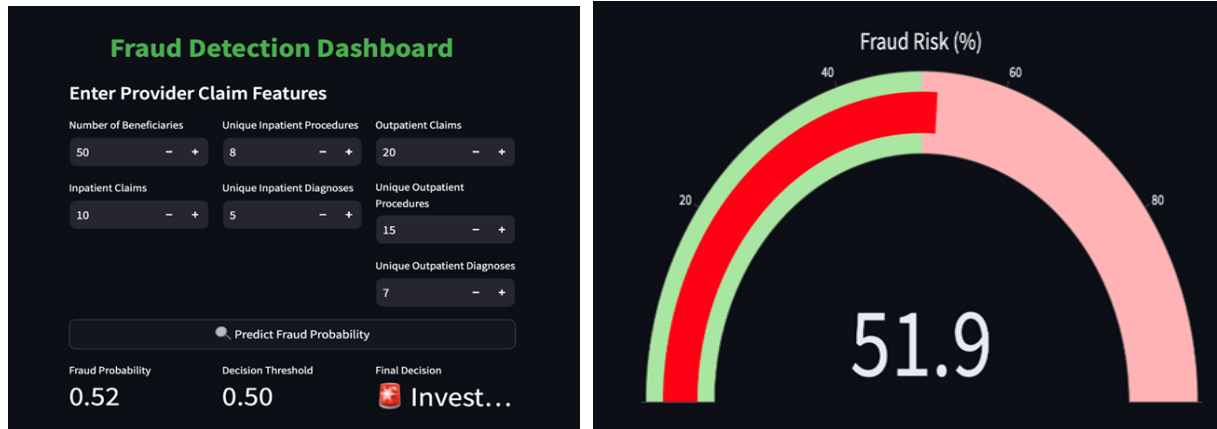 Fraud Detection Dashboard
Enter Provider Claim Features
Number of Beneficiaries
50 − +
Inpatient Claims
10 − +
Unique Inpatient Procedures
8 − +
Unique Inpatient Diagnoses
5 − +
Outpatient Claims
20 − +
Unique Outpatient
Procedures
15 − +
Unique Outpatient Diagnoses
7 − +
Predict Fraud Probability
Fraud Probability
0.52
Decision Threshold
0.50
Final Decision
🚨 Invest...
Fraud Risk (%)
20
40
60
80
51.9